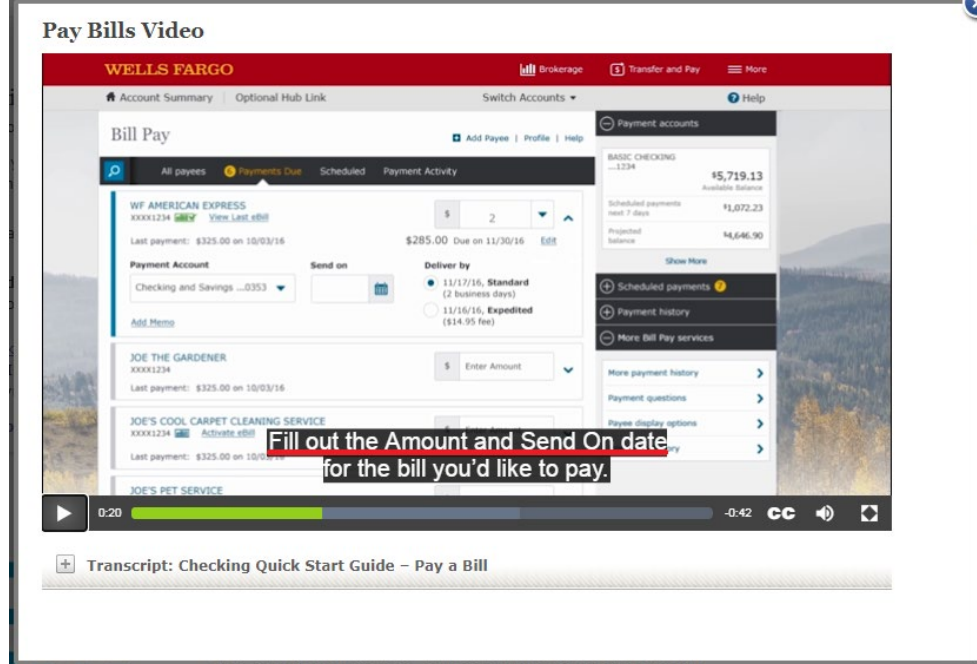 Pay Bills Video
WELLS FARGO
Brokerage
$ Transfer and Pay
More
Account Summary | Optional Hub Link
Switch Accounts
? Help
Bill Pay
Add Payee | Profile | Help
All payees
6 Payments Due
Scheduled
Payment Activity
WF AMERICAN EXPRESS
XXXX1234 View Last eBill
$ 2
Last payment: $325.00 on 10/03/16
$285.00 Due on 11/30/16 Edit
Payment Account
Send on
Deliver by
Checking and Savings ...0353
11/17/16, Standard
(2 business days)
11/16/16, Expedited
($14.95 fee)
Add Memo
JOE THE GARDENER
XXXX1234
$ Enter Amount
Last payment: $325.00 on 10/03/16
JOE'S COOL CARPET CLEANING SERVICE
XXXX1234 Activate eBill
$ Enter Amount
Last payment: $325.00 on 10/03/16
JOE'S PET SERVICE
Payment accounts
BASIC CHECKING
...1234
$5,719.13
Available Balance
Scheduled payments
next 7 days
$1,072.23
Projected
balance
$4,646.90
Show More
Scheduled payments 7
Payment history
More Bill Pay services
More payment history
Payment questions
Payee display options
Fill out the Amount and Send On date
for the bill you'd like to pay.
0:20
-0:42
CC
Transcript: Checking Quick Start Guide – Pay a Bill